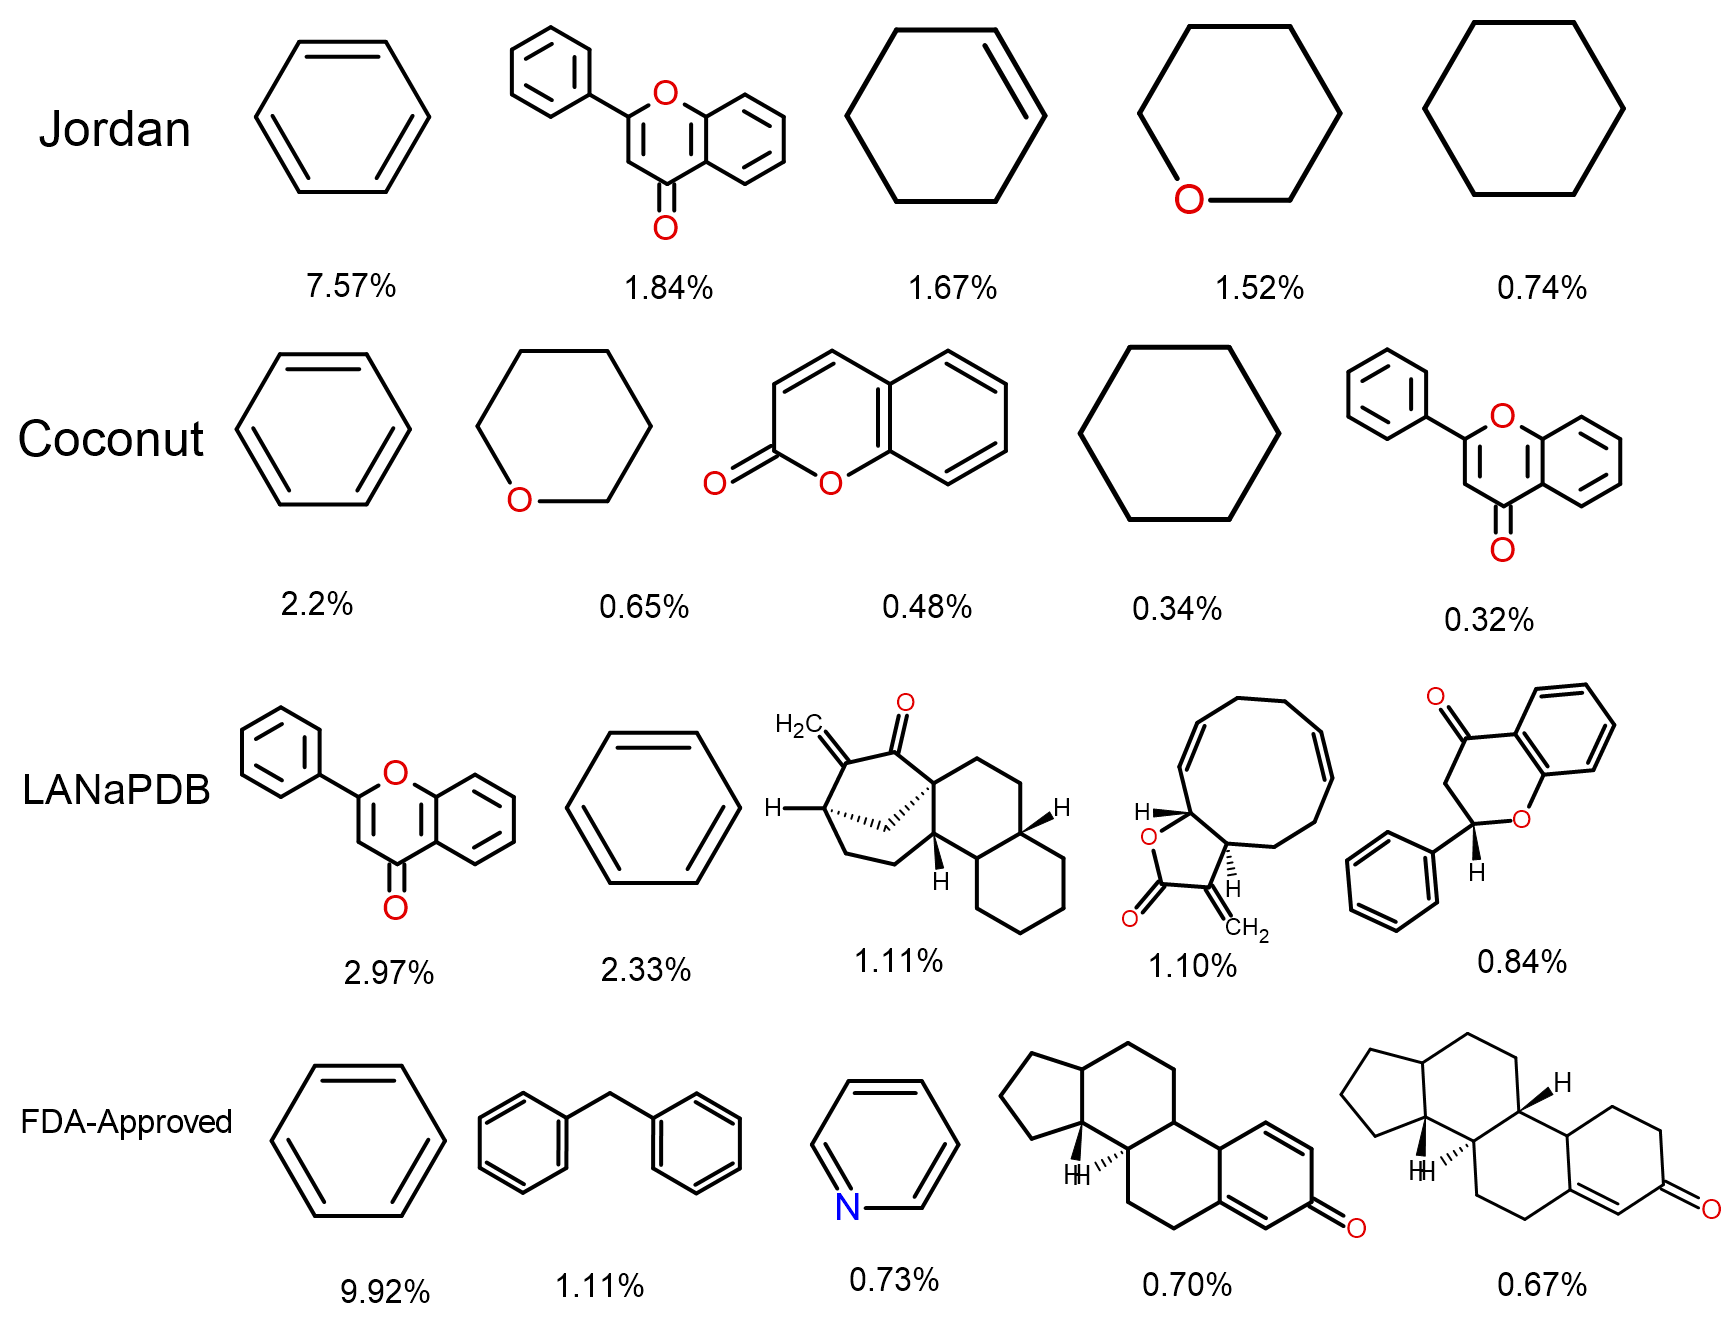 Jordan
O
O
O
7.57% 1.84% 1.67% 1.52% 0.74%
Coconut
O
O
O
O
O
2.2% 0.65% 0.48% 0.34% 0.32%
LANaPDB
O
O
H₂C
O
H
H
H
H
O
O
H
CH₂
O
O
H
2.97% 2.33% 1.11% 1.10% 0.84%
FDA-Approved
N
H
H
O
H
H
H
O
9.92% 1.11% 0.73% 0.70% 0.67%